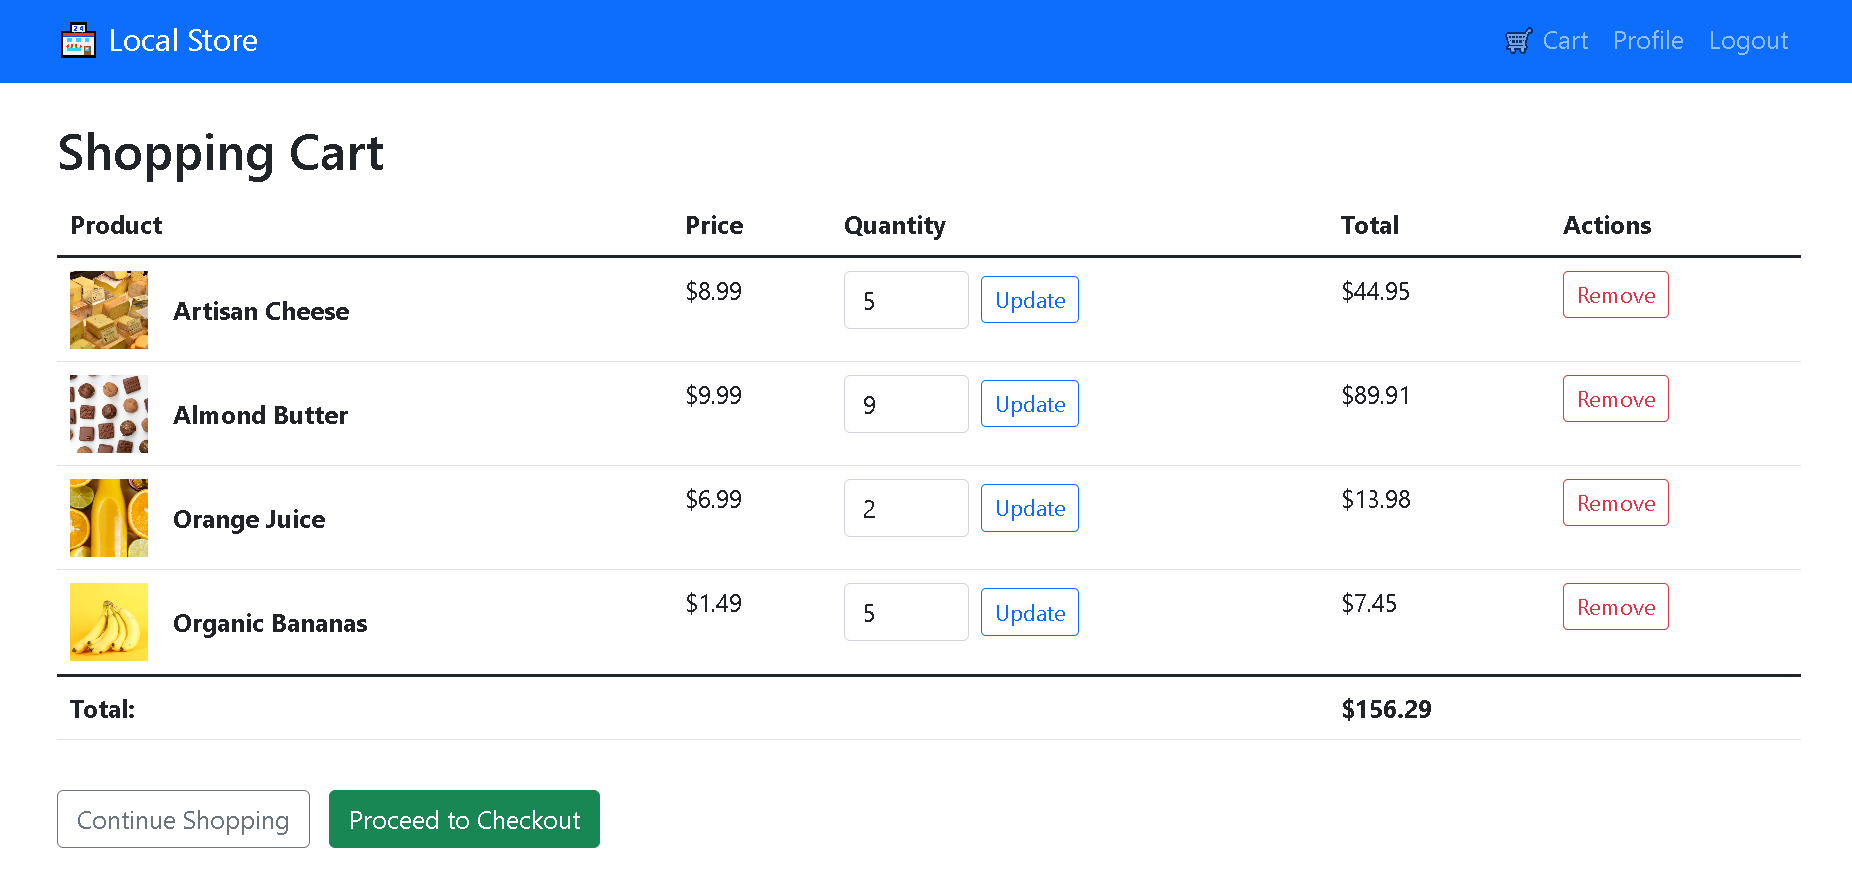 Local Store
Cart Profile Logout
Shopping Cart
Product Price Quantity Total Actions
Artisan Cheese $8.99 5 Update $44.95 Remove
Almond Butter $9.99 9 Update $89.91 Remove
Orange Juice $6.99 2 Update $13.98 Remove
Organic Bananas $1.49 5 Update $7.45 Remove
Total: $156.29
Continue Shopping Proceed to Checkout